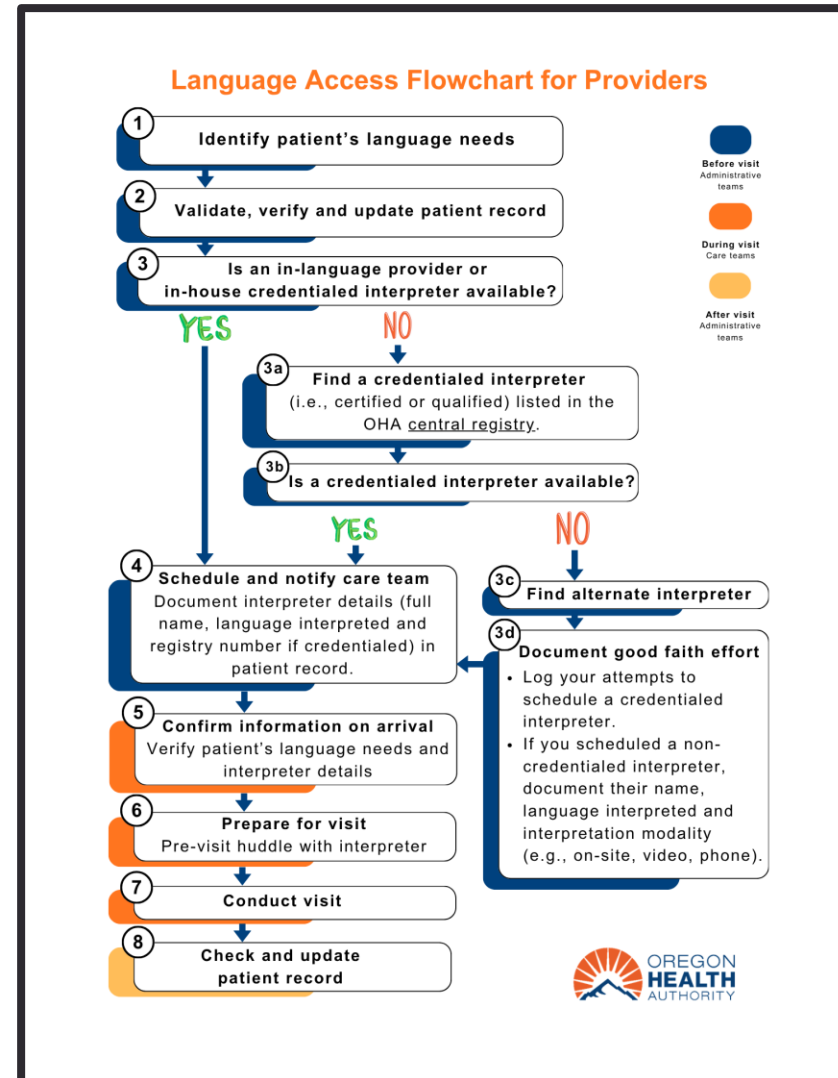 Language Access Flowchart for Providers
1
Identify patient's language needs
2
Validate, verify and update patient record
3
Is an in-language provider or
in-house credentialed interpreter available?
YES
NO
3a
Find a credentialed interpreter
(i.e., certified or qualified) listed in the
OHA central registry.
3b
Is a credentialed interpreter available?
YES
NO
3c
Find alternate interpreter
3d
Document good faith effort
• Log your attempts to
schedule a credentialed
interpreter.
• If you scheduled a non-
credentialed interpreter,
document their name,
language interpreted and
interpretation modality
(e.g., on-site, video, phone).
4
Schedule and notify care team
Document interpreter details (full
name, language interpreted and
registry number if credentialed) in
patient record.
5
Confirm information on arrival
Verify patient's language needs and
interpreter details
6
Prepare for visit
Pre-visit huddle with interpreter
7
Conduct visit
8
Check and update
patient record
Before visit
Administrative
teams
During visit
Care teams
After visit
Administrative
teams
OREGON
HEALTH
AUTHORITY